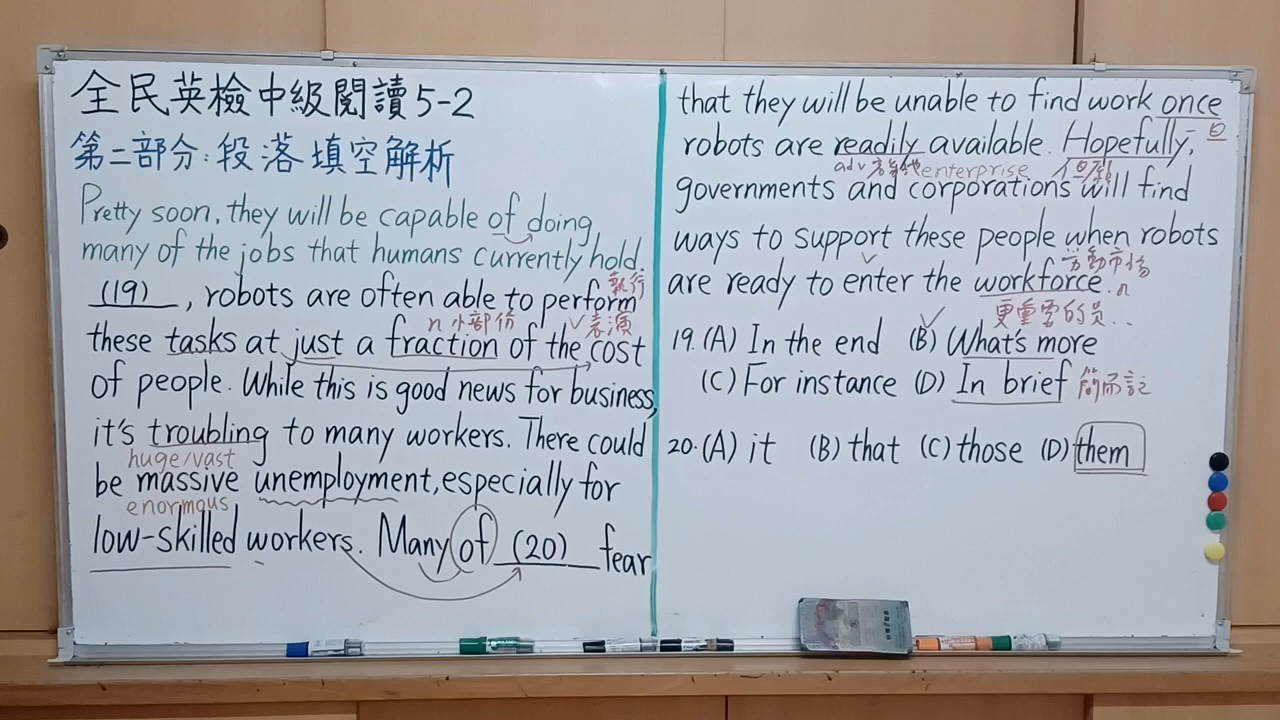 全民英檢中級閱讀5-2
第二部分:段落填空解析
Pretty soon, they will be capable of doing
many of the jobs that humans currently hold.
(19), robots are often able to perform
執行
n 小部份 v 表演
these tasks at just a fraction of the cost
of people. While this is good news for business,
it's troubling to many workers. There could
huge/vast
be massive unemployment, especially for
enormous
low-skilled workers. Many of (20) fear
that they will be unable to find work once
一旦
robots are readily available. Hopefully,
adv enterprise
governments and corporations will find
ways to support these people when robots
勞動市場
are ready to enter the workforce. n
更重要的是..
19. (A) In the end (B) What's more
(C) For instance (D) In brief 簡而言之
20. (A) it (B) that (C) those (D) them